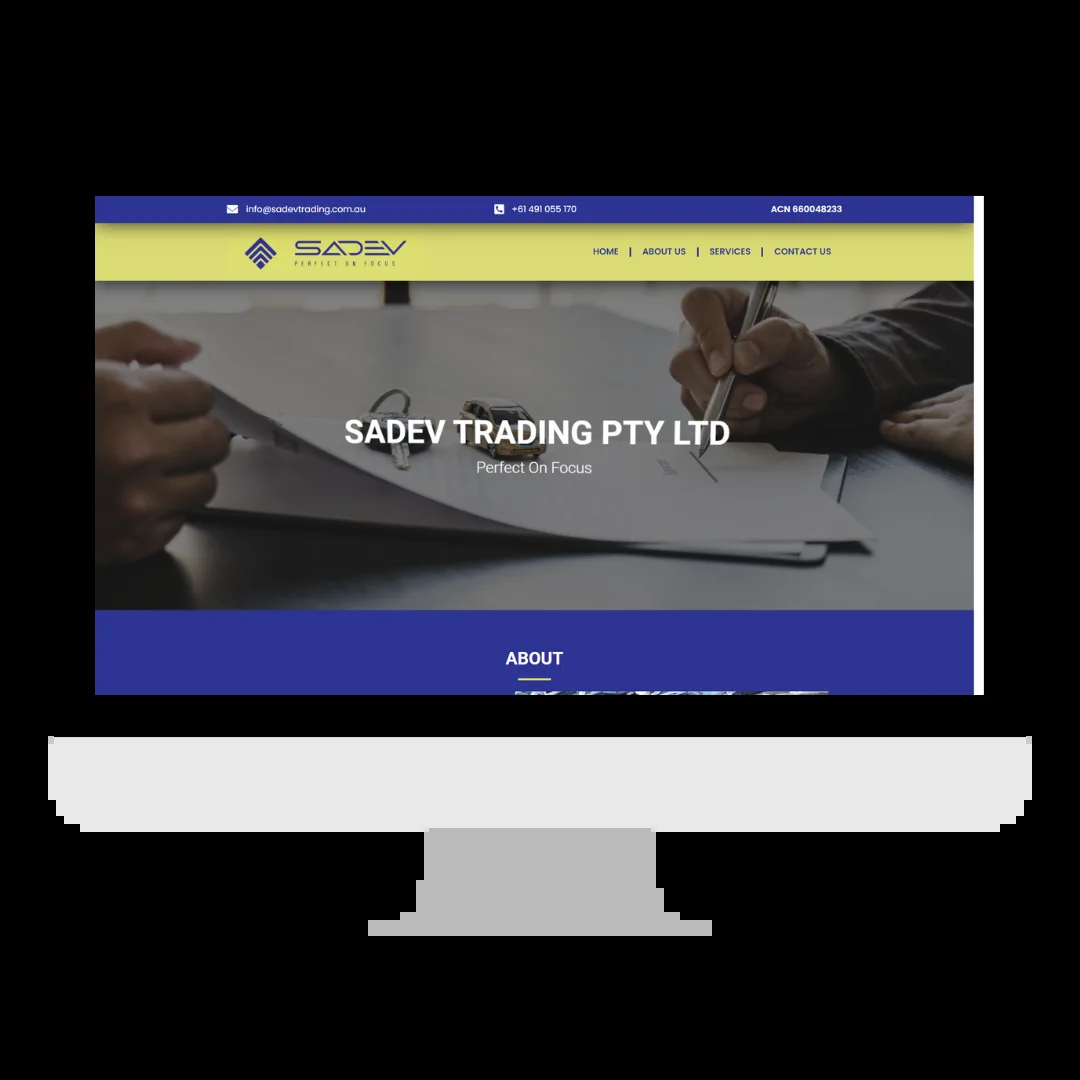 info@sadevtrading.com.au
+61 491 055 170
ACN 660048233
SADEV
PERFECT ON FOCUS
HOME | ABOUT US | SERVICES | CONTACT US
SADEV TRADING PTY LTD
Perfect On Focus
ABOUT